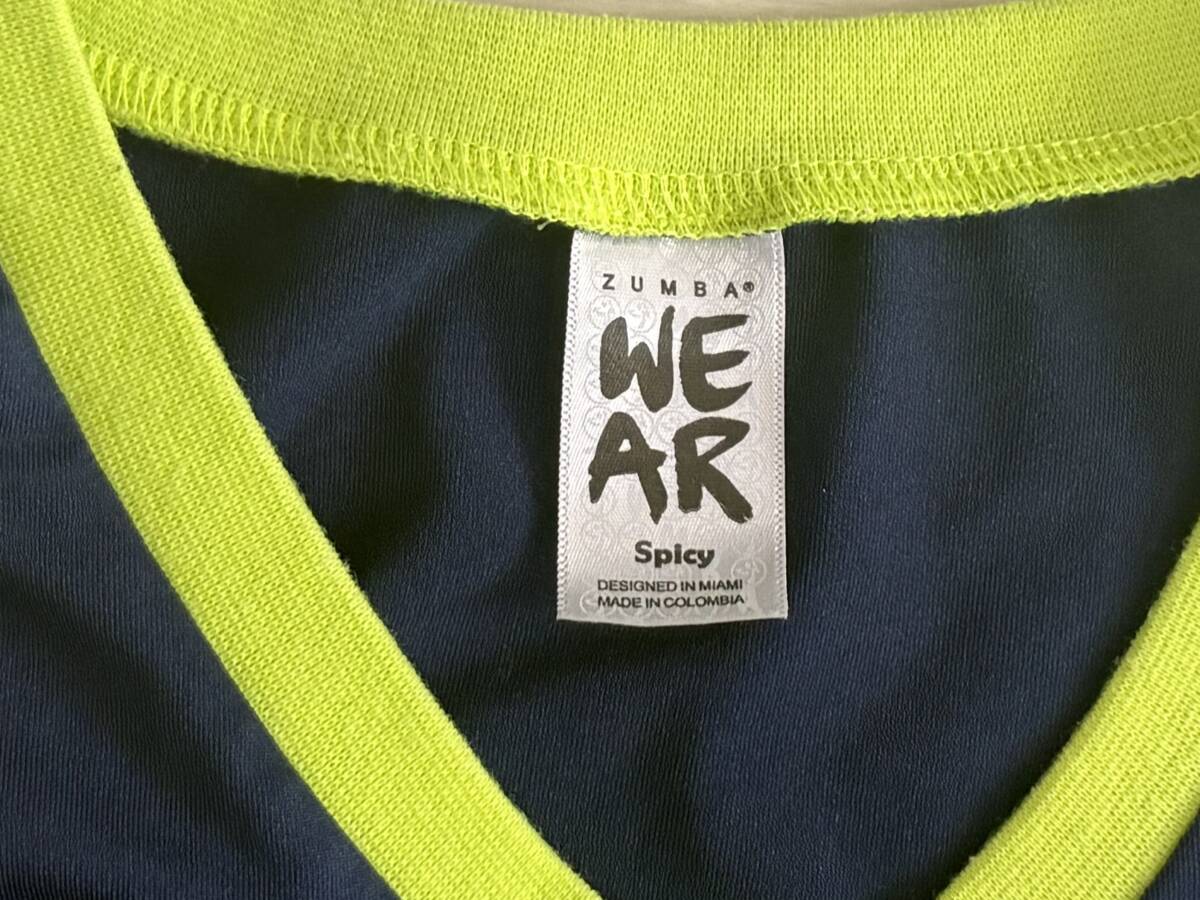 ZUMBA®
WE
AR
Spicy
DESIGNED IN MIAMI
MADE IN COLOMBIA